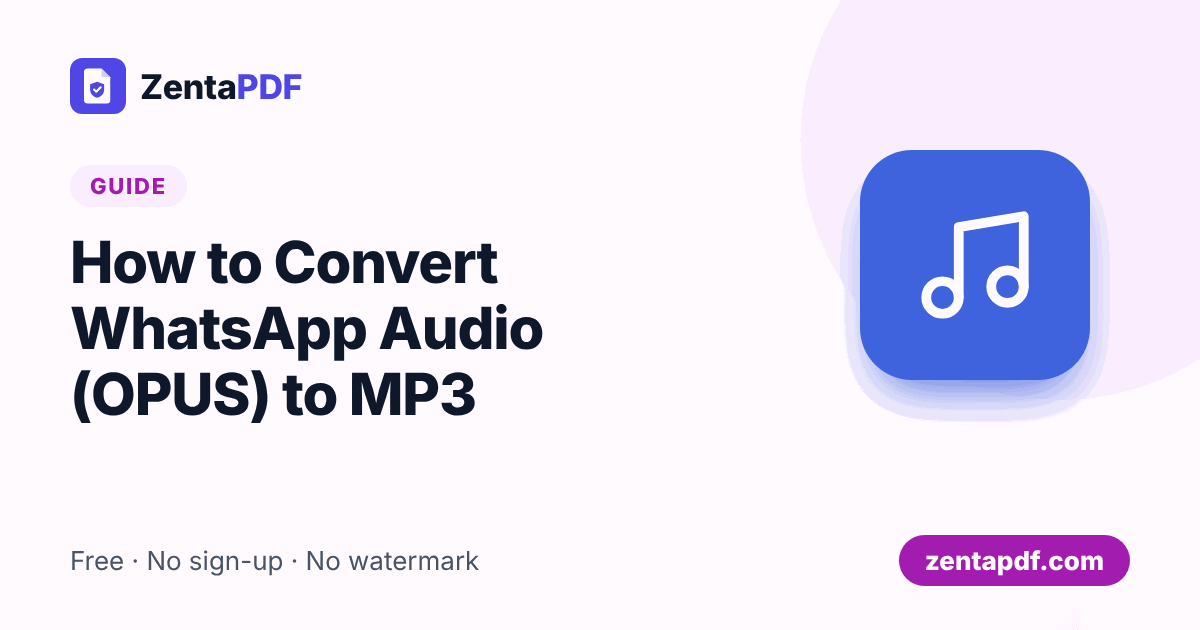 ZentaPDF
GUIDE
How to Convert
WhatsApp Audio
(OPUS) to MP3
Free · No sign-up · No watermark
zentapdf.com